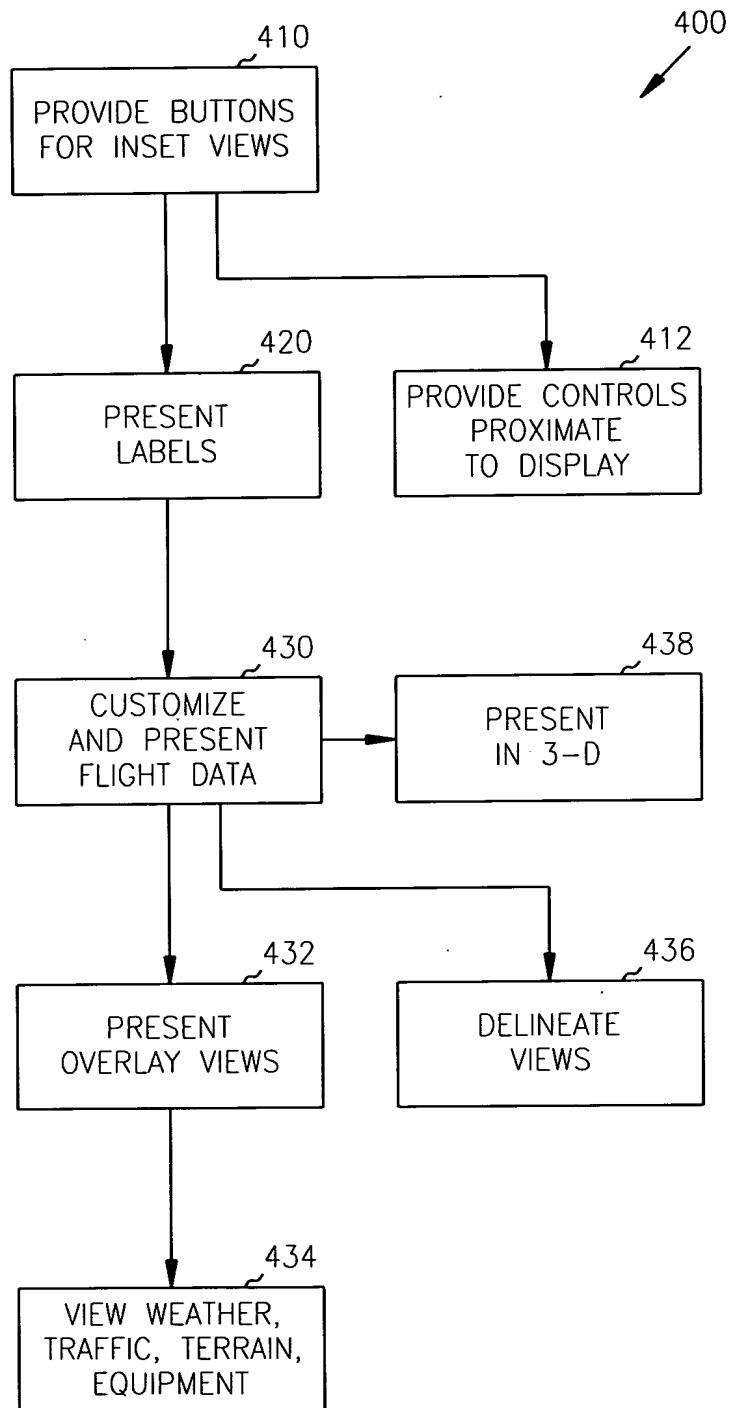 400
410
PROVIDE BUTTONS
FOR INSET VIEWS
420
PRESENT
LABELS
412
PROVIDE CONTROLS
PROXIMATE
TO DISPLAY
430
CUSTOMIZE
AND PRESENT
FLIGHT DATA
438
PRESENT
IN 3-D
432
PRESENT
OVERLAY VIEWS
436
DELINEATE
VIEWS
434
VIEW WEATHER,
TRAFFIC, TERRAIN,
EQUIPMENT